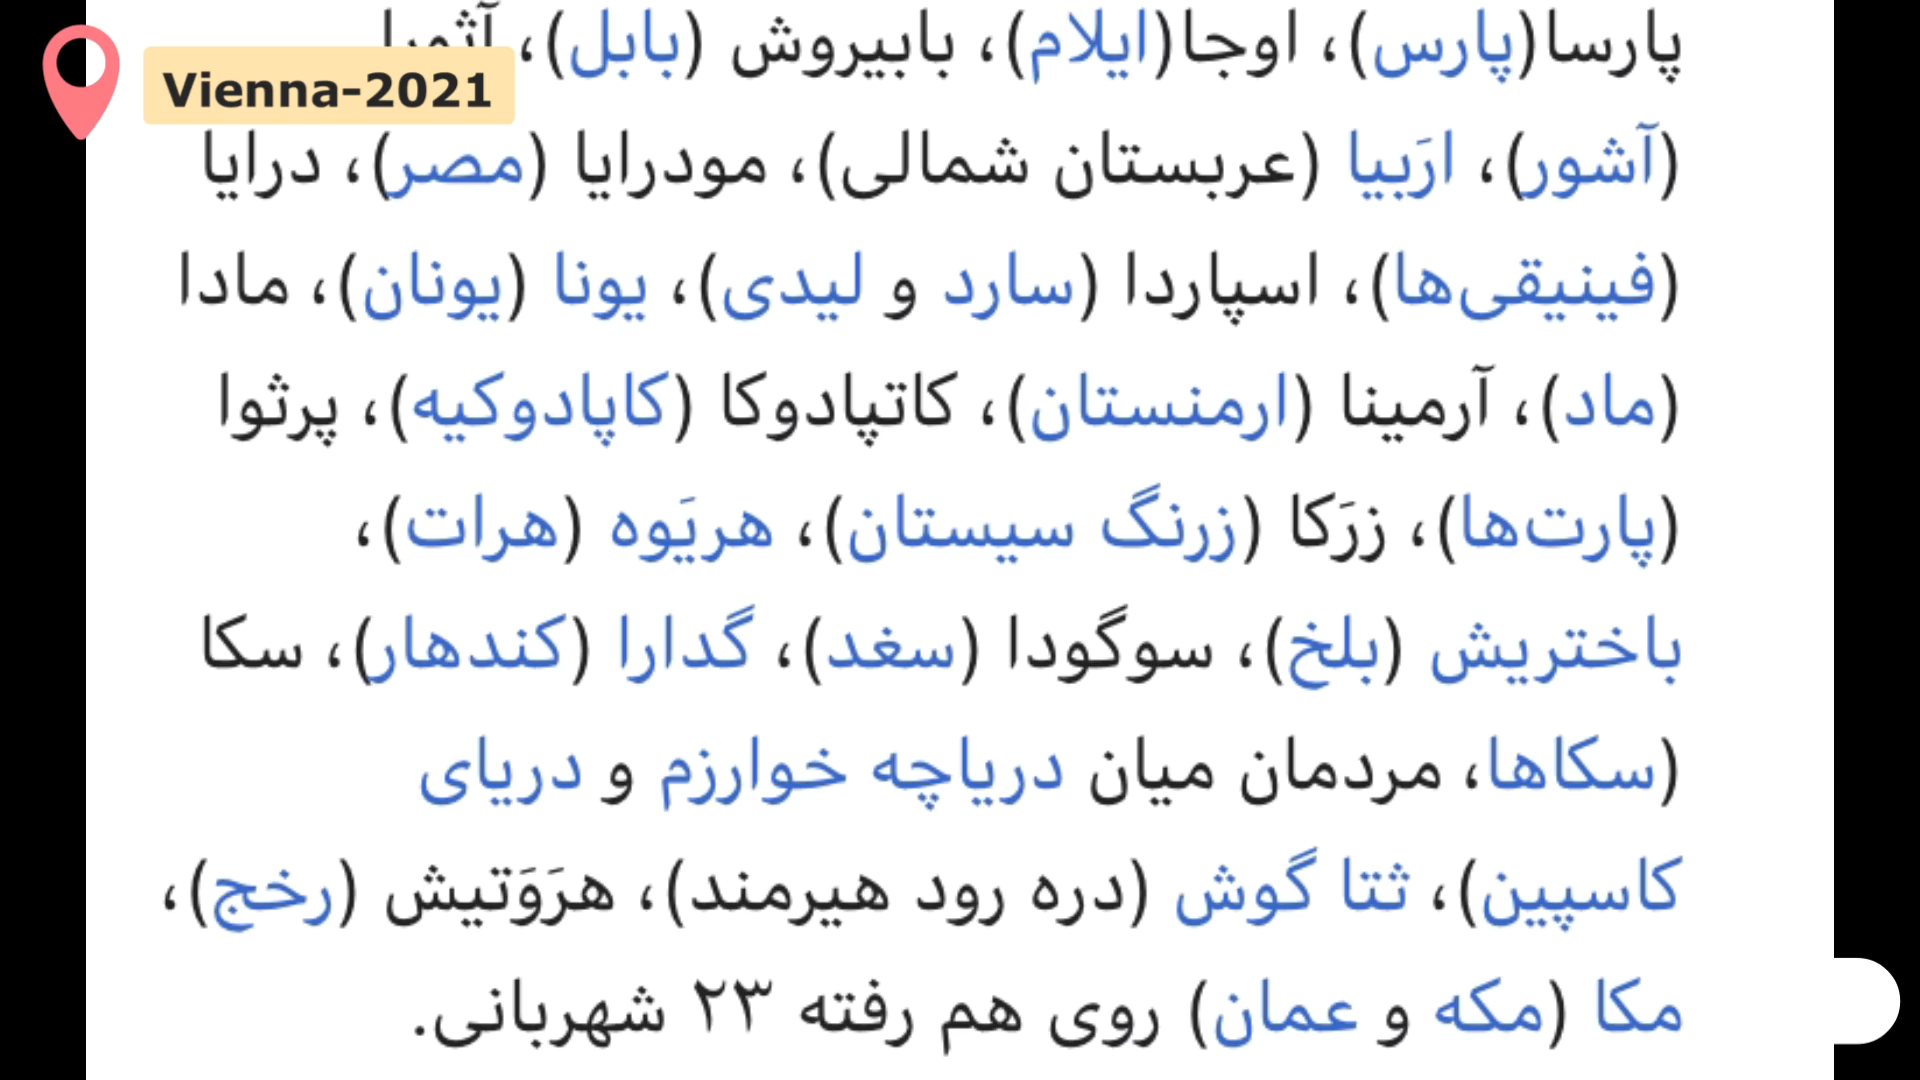 پارسا(پارس)، اوجا(ایلام)، بابیروش (بابل)، آثورا
Vienna-2021
(آشور)، ارَبیا (عربستان شمالی)، مودرایا (مصر)، درایا
(فینیقی‌ها)، اسپاردا (سارد و لیدی)، یونا (یونان)، مادا
(ماد)، آرمینا (ارمنستان)، کاتپادوکا (کاپادوکیه)، پرثوا
(پارت‌ها)، زرَکا (زرنگ سیستان)، هریَوه (هرات)،
باختریش (بلخ)، سوگودا (سغد)، گدارا (کندهار)، سکا
(سکاها، مردمان میان دریاچه خوارزم و دریای
کاسپین)، ثتا گوش (دره رود هیرمند)، هرَوَتیش (رخج)،
مکا (مکه و عمان) روی هم رفته ۲۳ شهربانی.